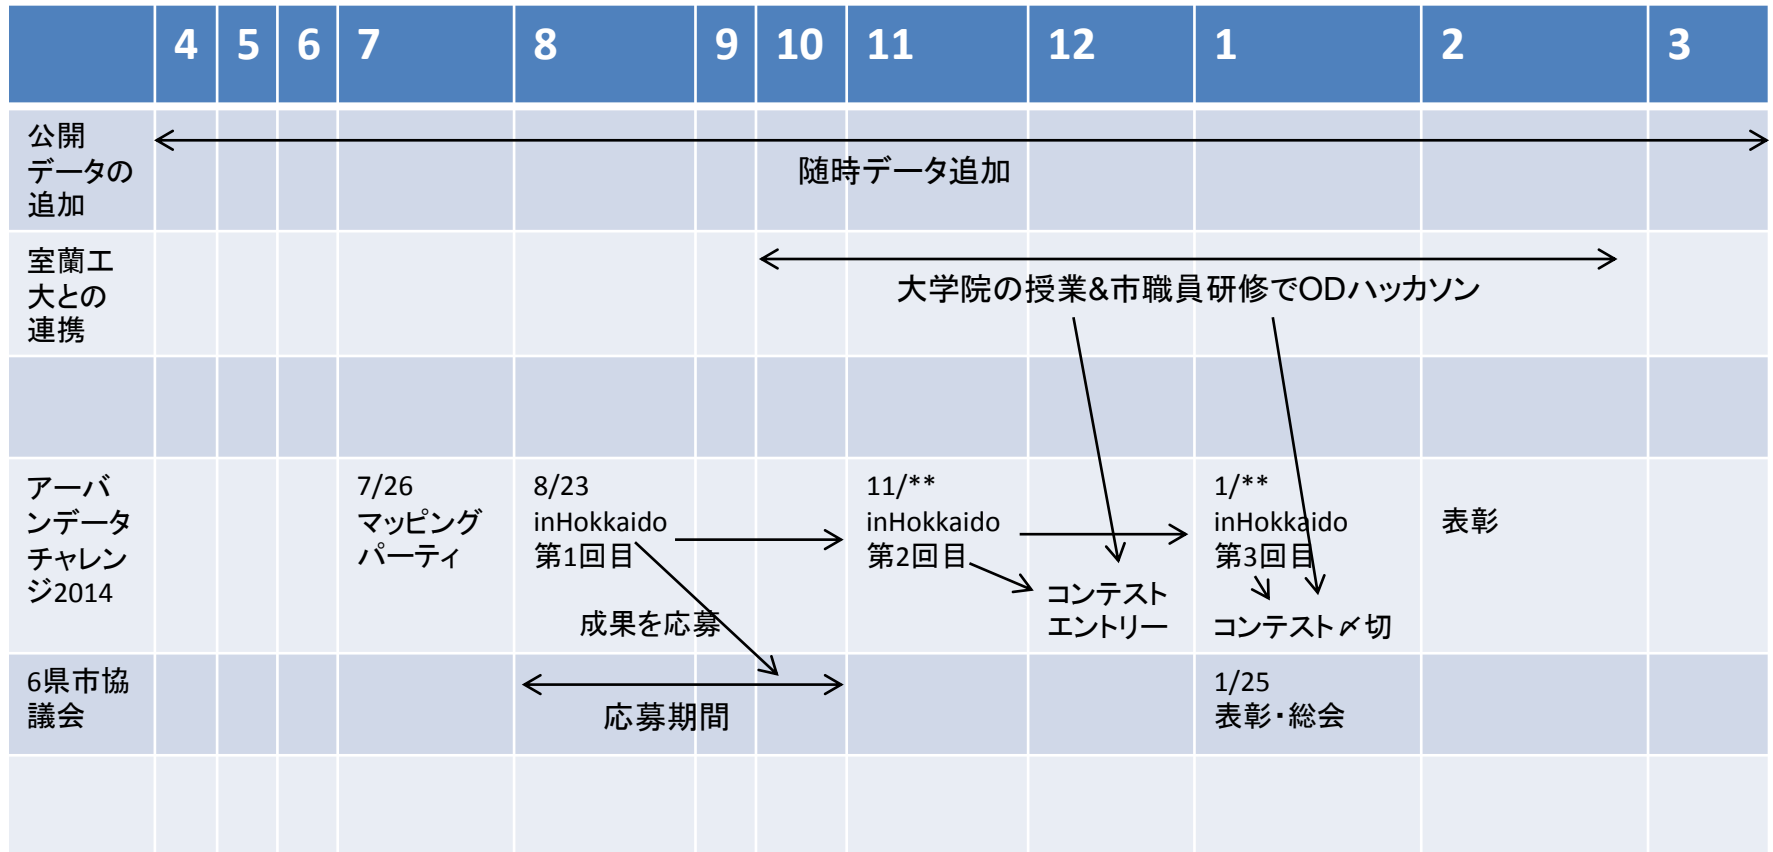 4 5 6 7 8 9 10 11 12 1 2 3
公開
データの
追加
随時データ追加
室蘭工
大との
連携
大学院の授業&市職員研修でODハッカソン
アーバ
ンデータ
チャレン
ジ2014
7/26
マッピング
パーティ
8/23
inHokkaido
第1回目
成果を応募
11/**
inHokkaido
第2回目
コンテスト
エントリー
1/**
inHokkaido
第3回目
コンテスト〆切
表彰
6県市協
議会
応募期間
1/25
表彰・総会